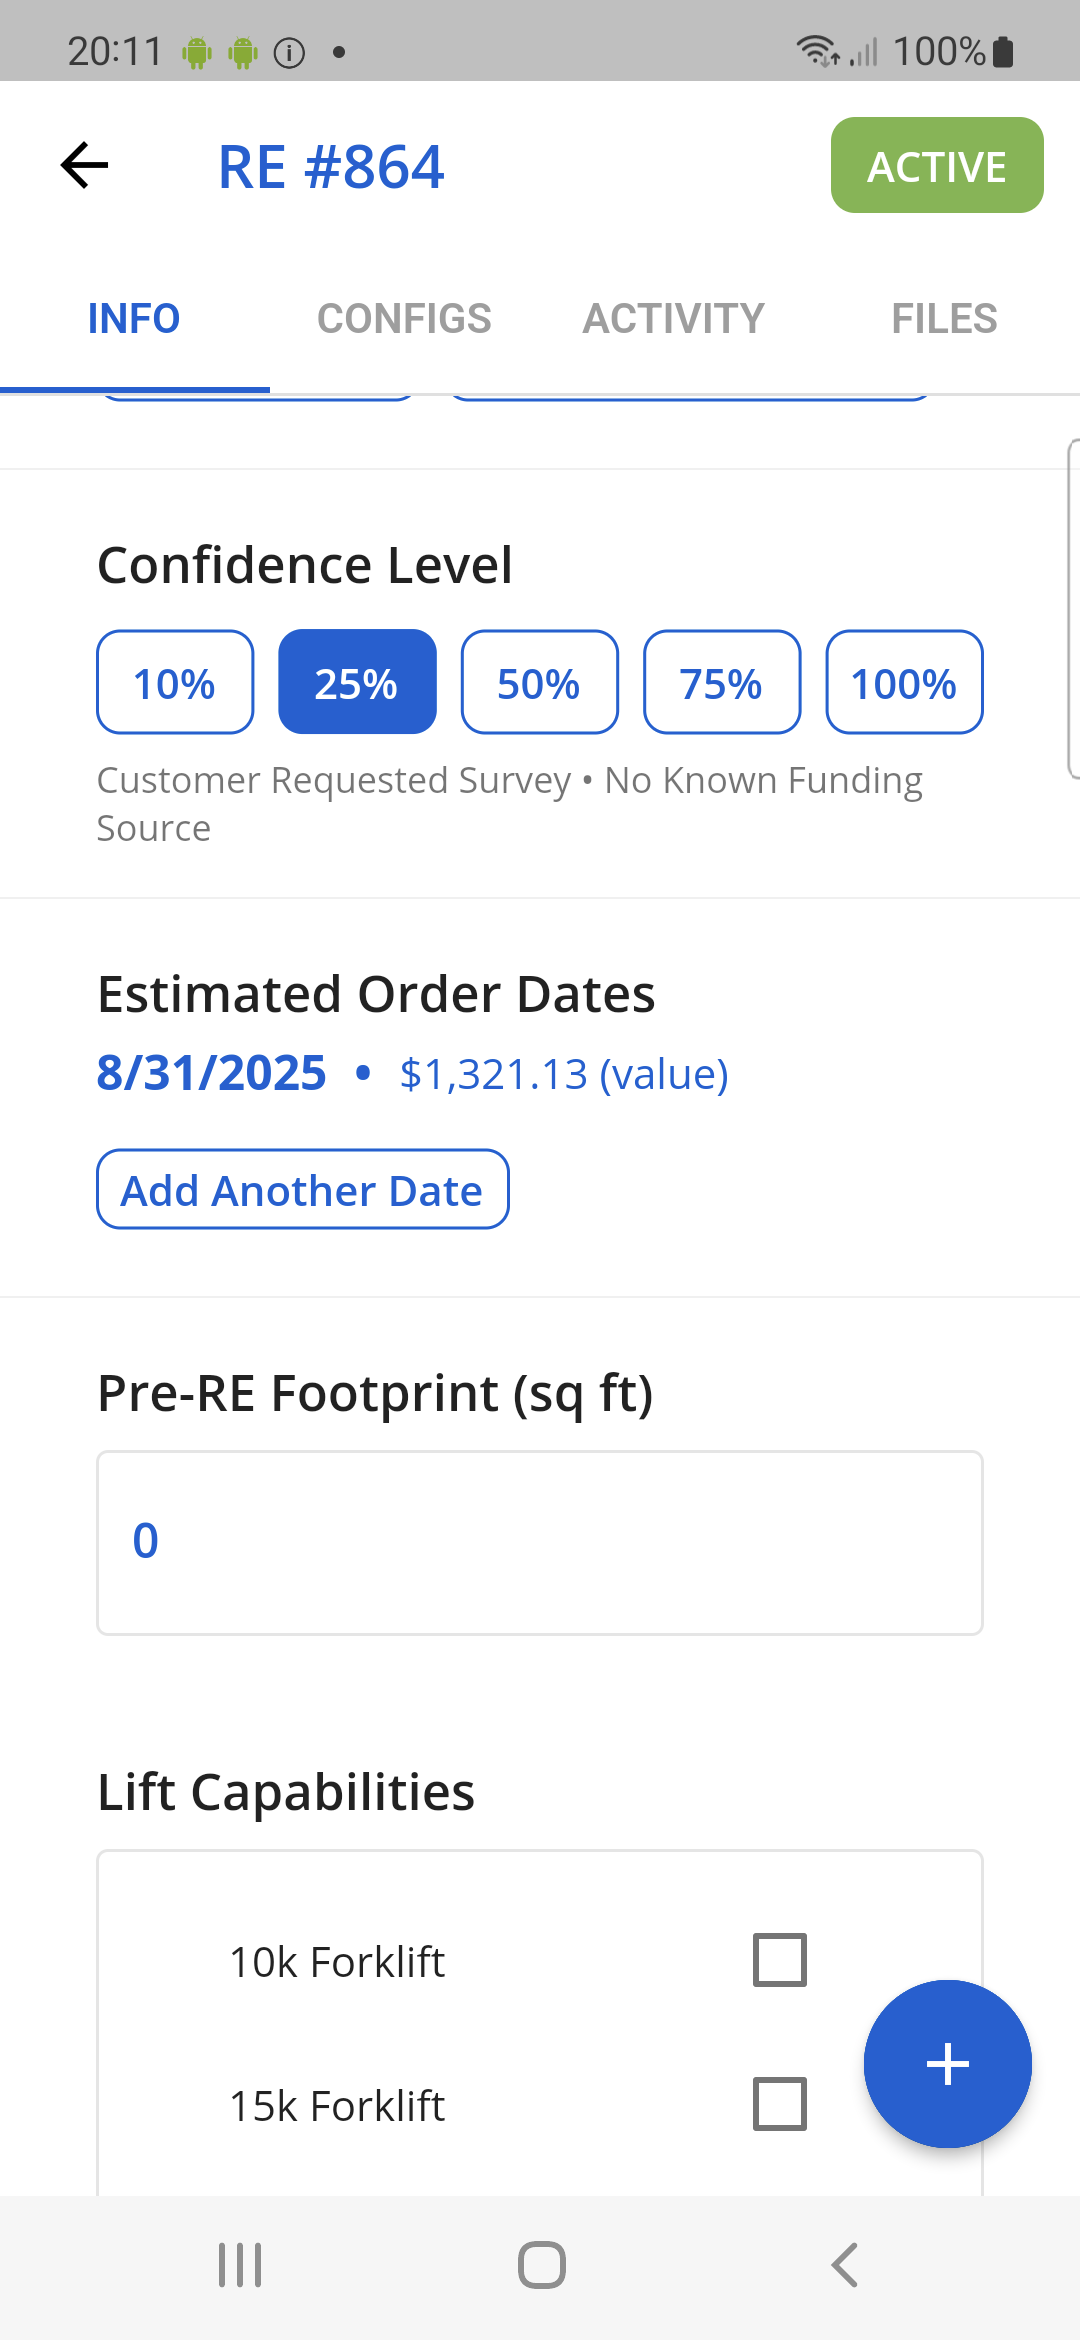 20:11
100%
RE #864
ACTIVE
INFO
CONFIGS
ACTIVITY
FILES
Confidence Level
10%
25%
50%
75%
100%
Customer Requested Survey • No Known Funding
Source
Estimated Order Dates
8/31/2025 • $1,321.13 (value)
Add Another Date
Pre-RE Footprint (sq ft)
0
Lift Capabilities
10k Forklift
15k Forklift